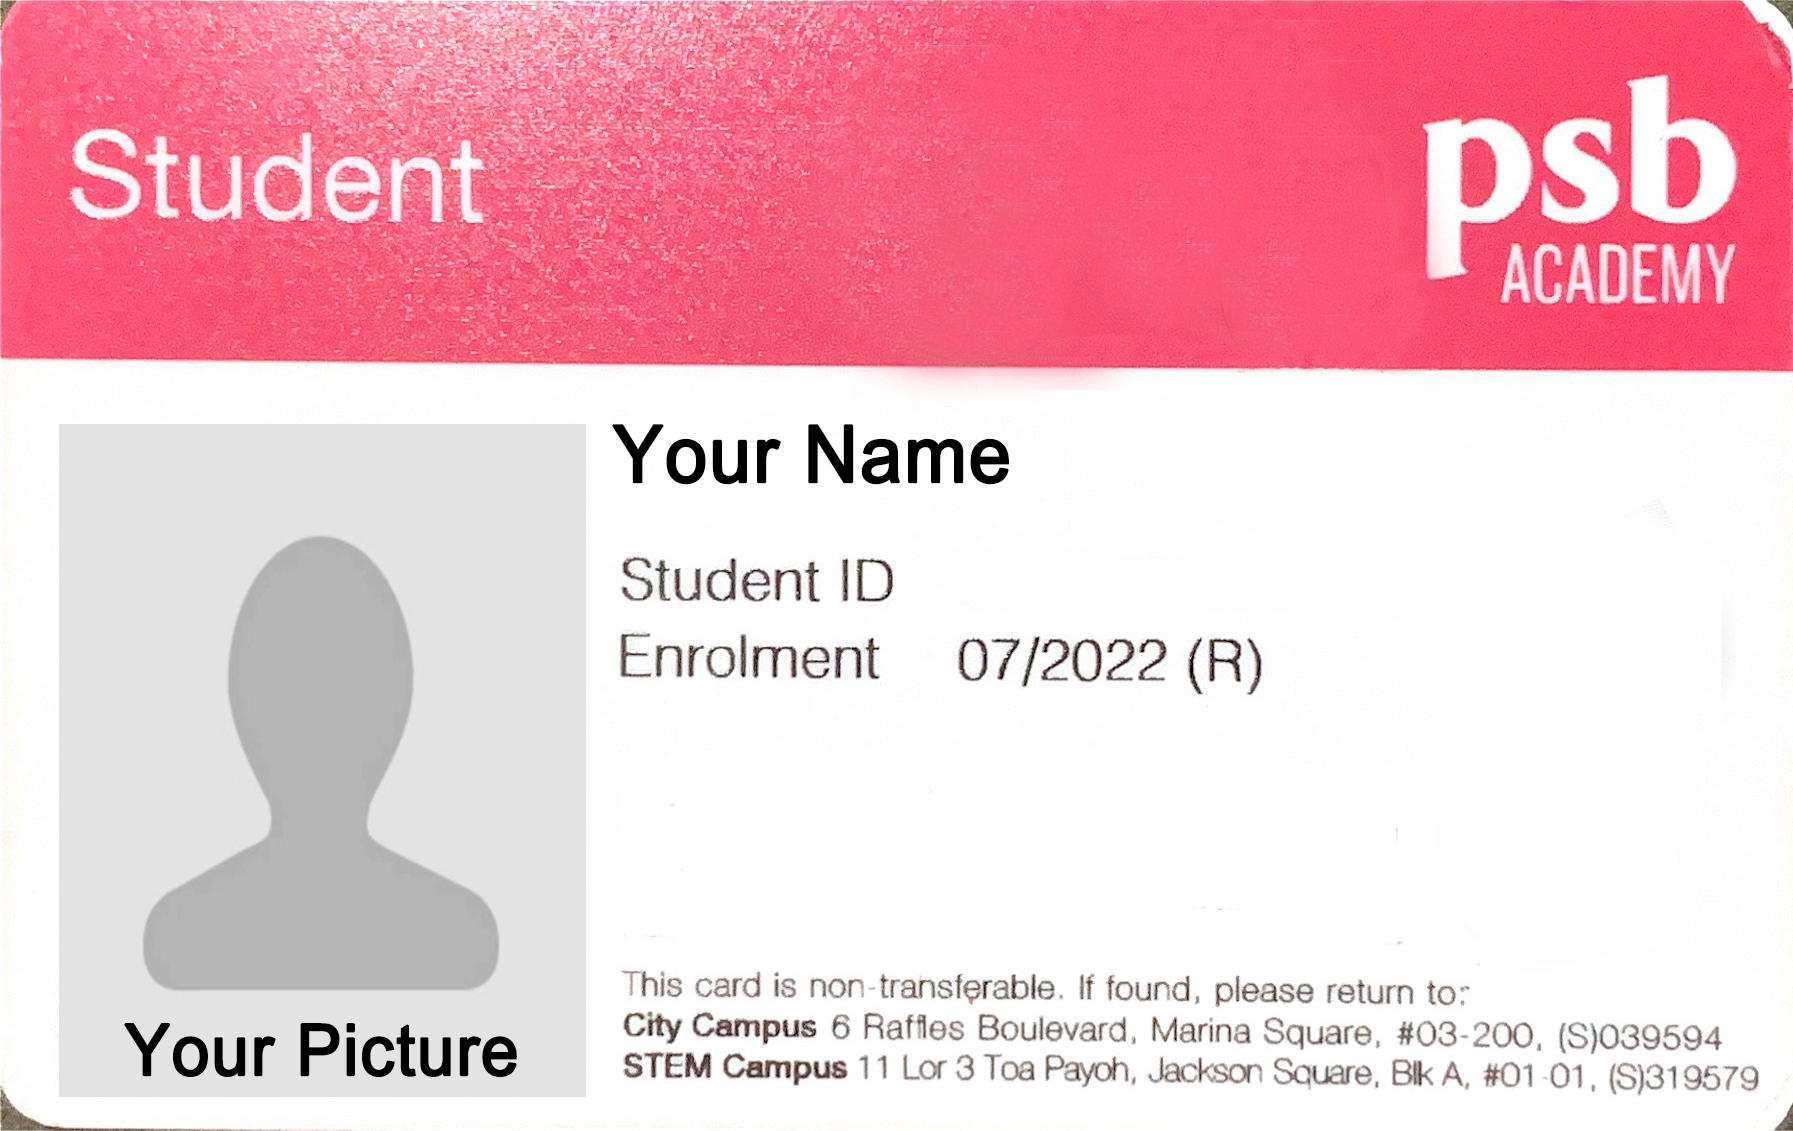 Student
psb
ACADEMY
Your Name
Student ID
Enrolment 07/2022 (R)
Your Picture
This card is non-transferable. If found, please return to:
City Campus 6 Raffles Boulevard, Marina Square, #03-200, (S)039594
STEM Campus 11 Lor 3 Toa Payoh, Jackson Square, Blk A, #01-01, (S)319579